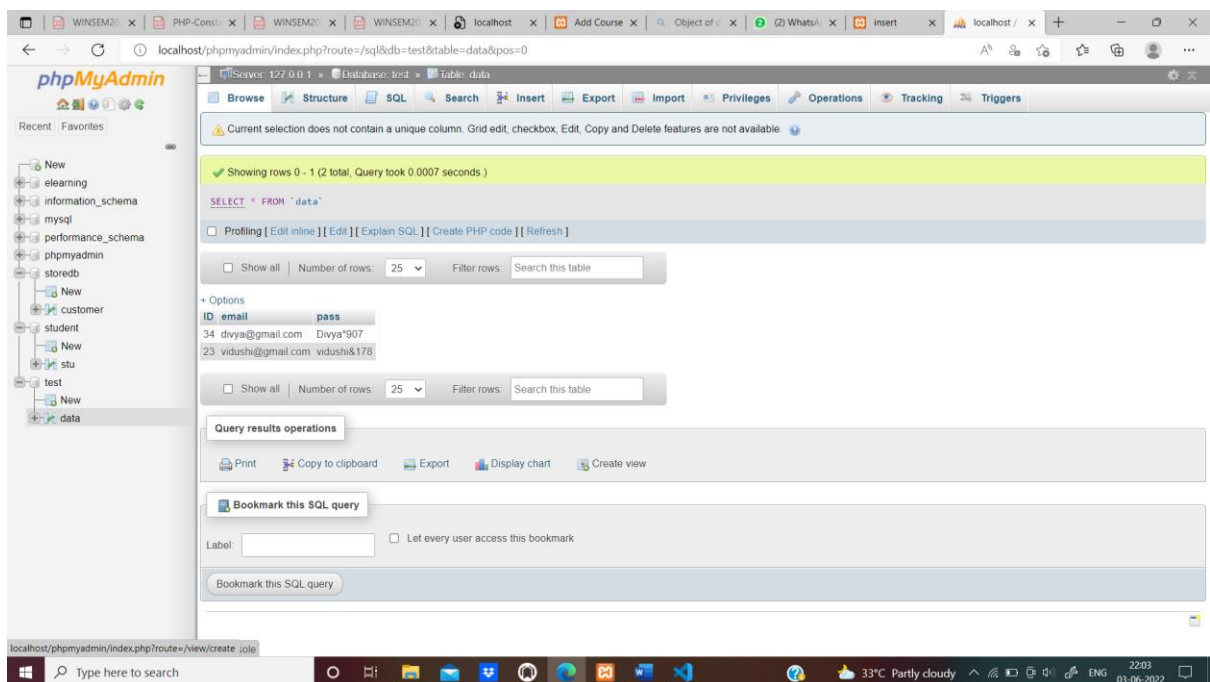 WINSEM20 PHP-Const WINSEM20 WINSEM20 localhost Add Course Object of c (2) WhatsA insert localhost /
localhost/phpmyadmin/index.php?route=/sql&db=test&table=data&pos=0
phpMyAdmin
Recent Favorites
New
elearning
information_schema
mysql
performance_schema
phpmyadmin
storedb
New
customer
student
New
stu
test
New
data
Server: 127.0.0.1 » Database: test » Table: data
Browse Structure SQL Search Insert Export Import Privileges Operations Tracking Triggers
Current selection does not contain a unique column. Grid edit, checkbox, Edit, Copy and Delete features are not available.
Showing rows 0 - 1 (2 total, Query took 0.0007 seconds.)
SELECT * FROM `data`
Profiling [ Edit inline ] [ Edit ] [ Explain SQL ] [ Create PHP code ] [ Refresh ]
Show all | Number of rows: 25 Filter rows: Search this table
+ Options
ID email pass
34 divya@gmail.com Divya*907
23 vidushi@gmail.com vidushi&178
Show all | Number of rows: 25 Filter rows: Search this table
Query results operations
Print Copy to clipboard Export Display chart Create view
Bookmark this SQL query
Label: Let every user access this bookmark
Bookmark this SQL query
localhost/phpmyadmin/index.php?route=/view/create
Type here to search
33°C Partly cloudy ENG 22:03
03-06-2022